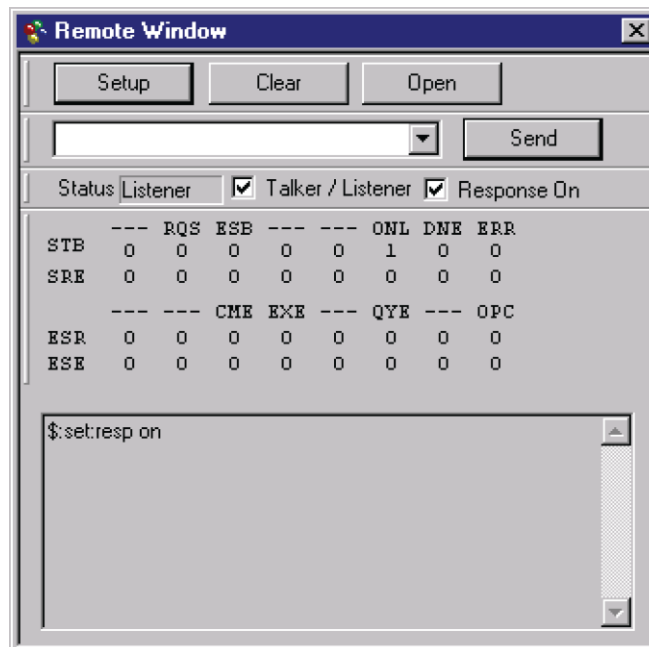 Remote Window
Setup Clear Open
Send
Status Listener Talker / Listener Response On
--- RQS ESB --- --- ONL DNE ERR
STB 0 0 0 0 0 1 0 0
SRE 0 0 0 0 0 0 0 0
--- --- CME EXE --- QYE --- OPC
ESR 0 0 0 0 0 0 0 0
ESE 0 0 0 0 0 0 0 0
$:set:resp on